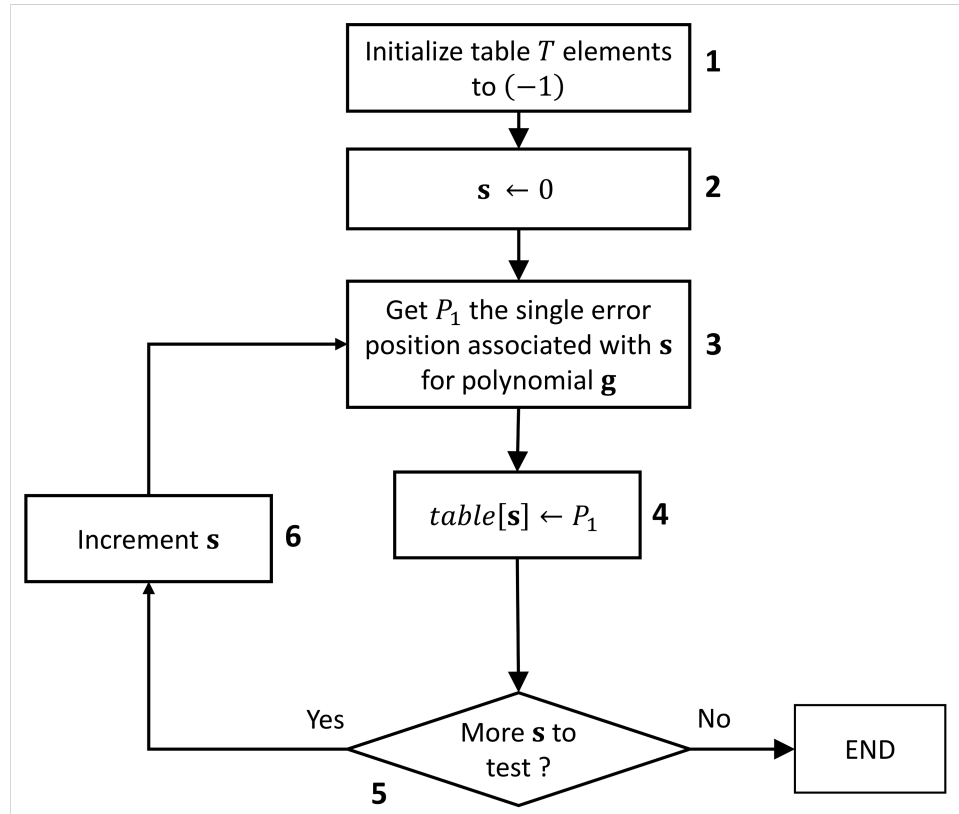 Initialize table T elements
to (−1)
1
s ← 0
2
Get P₁ the single error
position associated with s
for polynomial g
3
table[s] ← P₁
4
Increment s
6
Yes
More s to
test ?
5
No
END